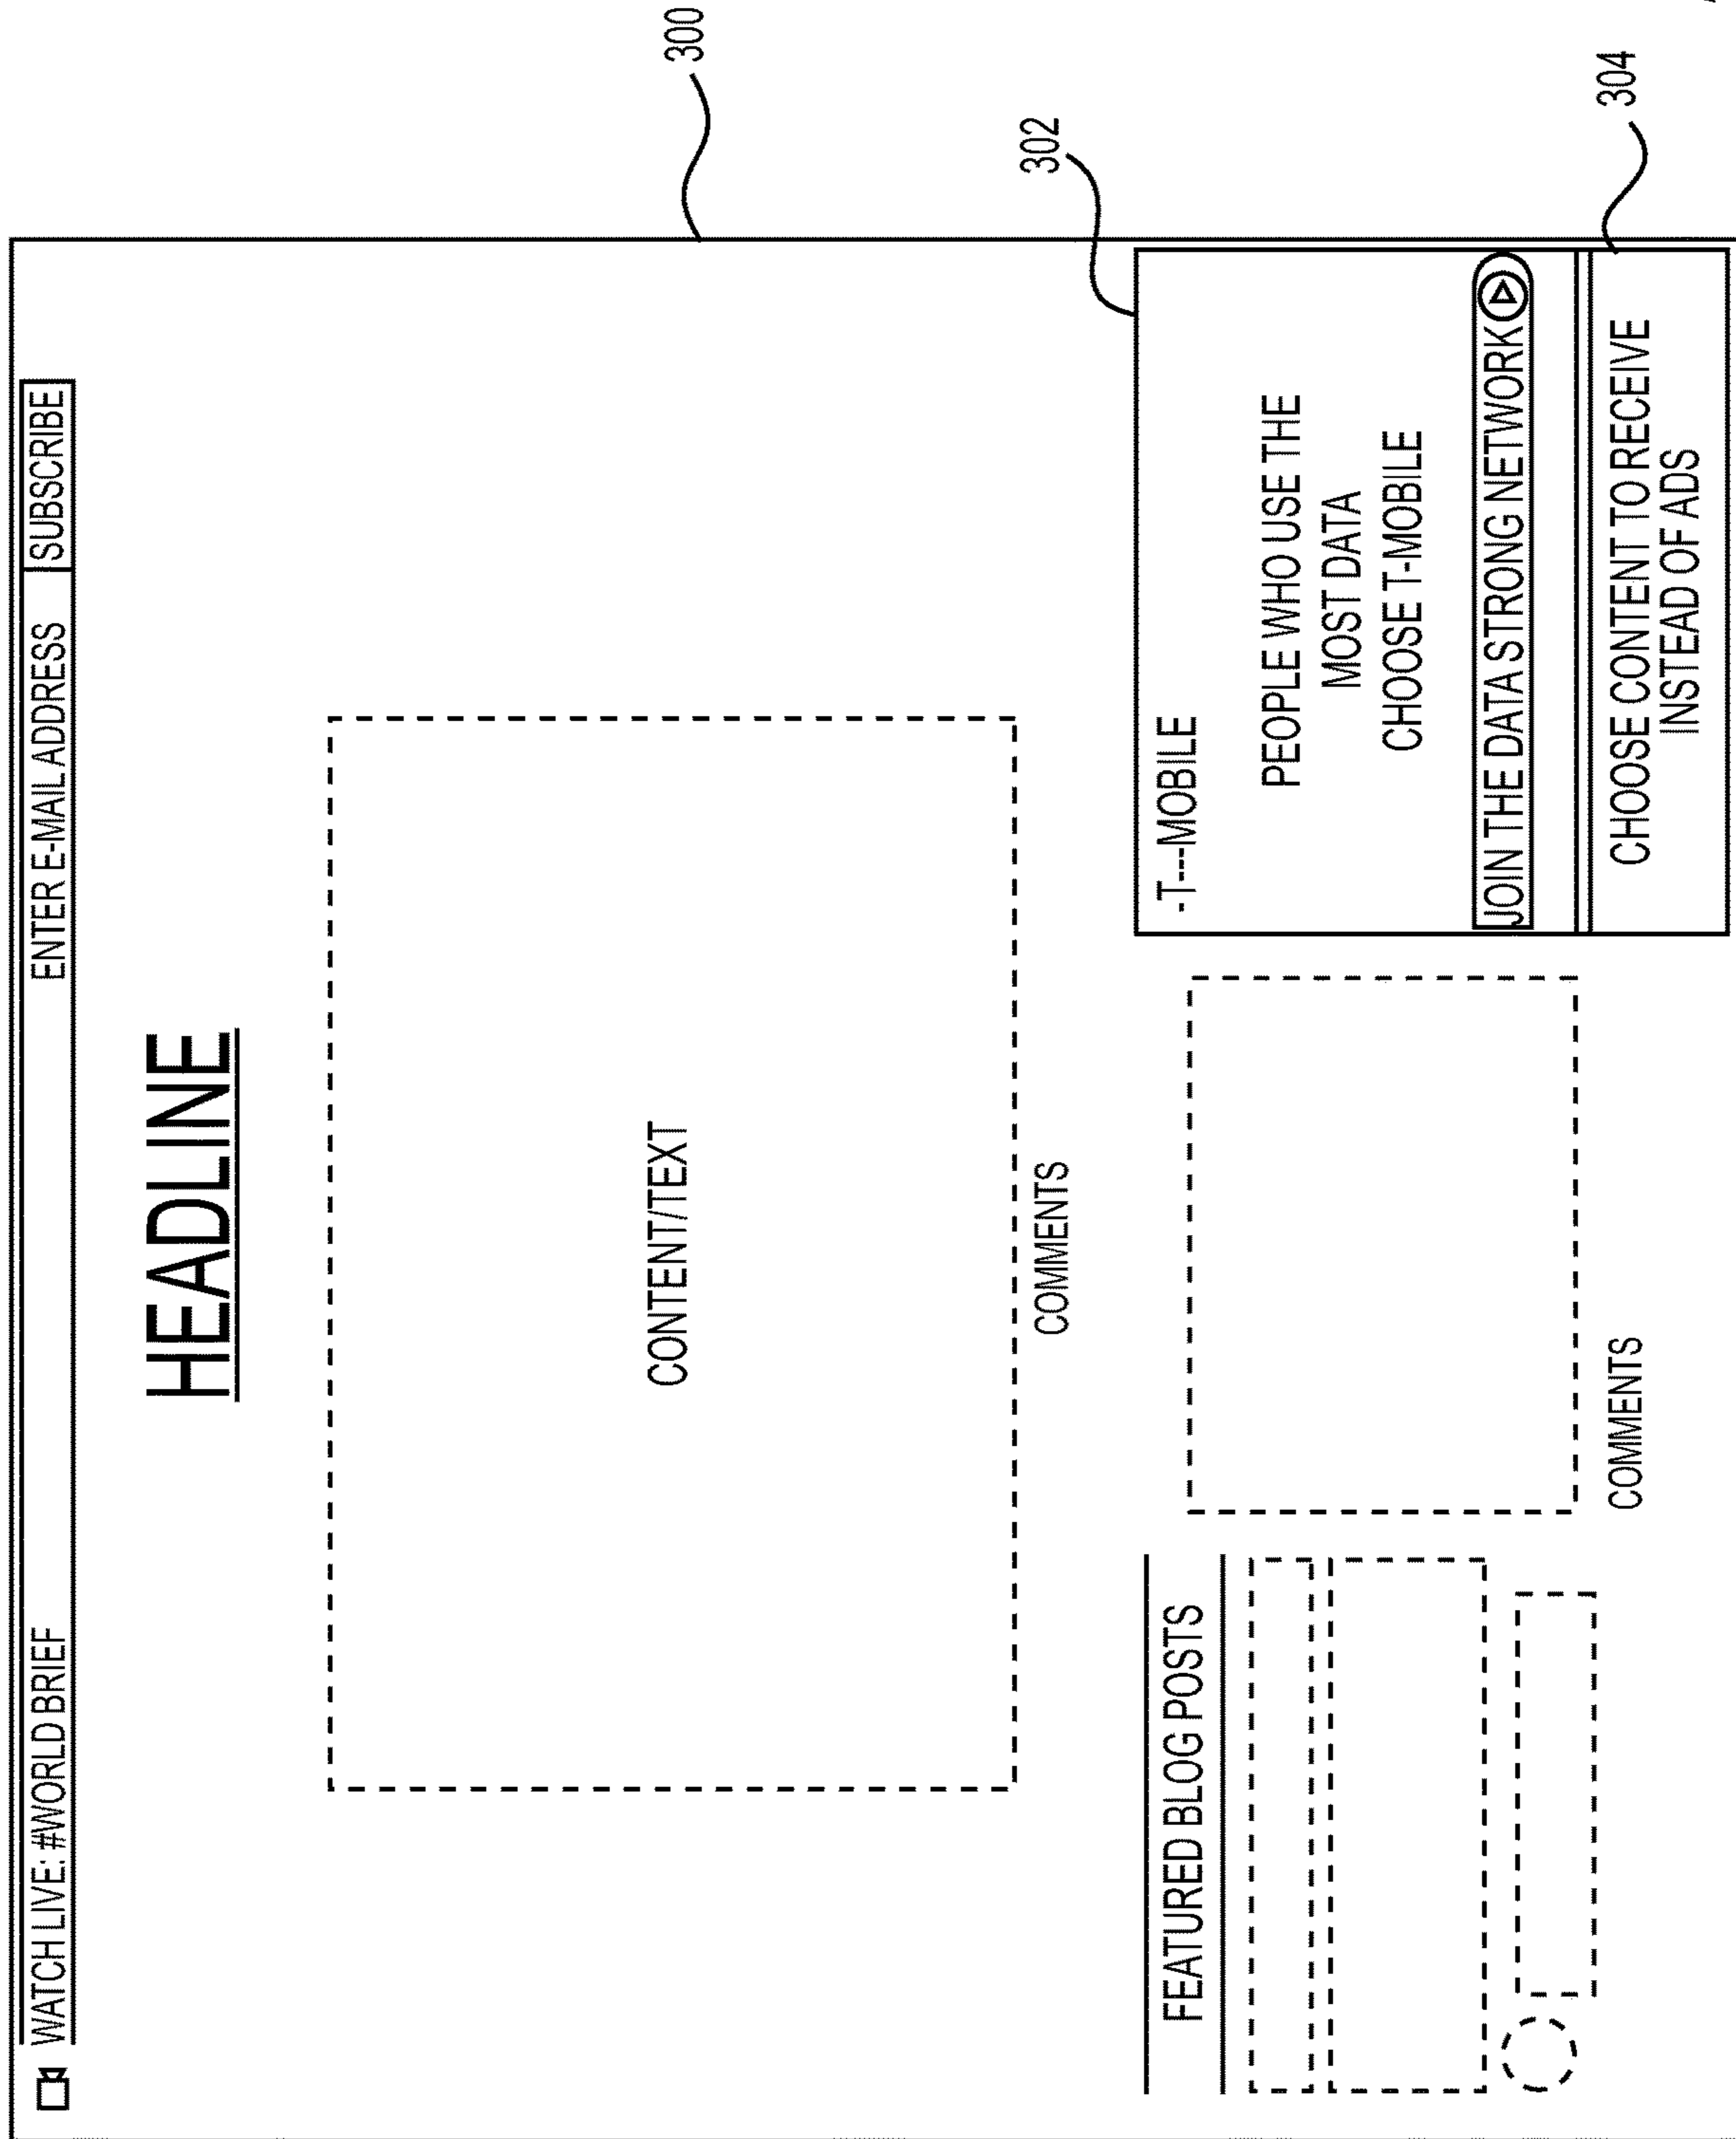 WATCH LIVE: #WORLD BRIEF
ENTER E-MAIL ADDRESS
SUBSCRIBE
HEADLINE
CONTENT/TEXT
300
COMMENTS
FEATURED BLOG POSTS
COMMENTS
302
-T---MOBILE
PEOPLE WHO USE THE
MOST DATA
CHOOSE T-MOBILE
JOIN THE DATA STRONG NETWORK
CHOOSE CONTENT TO RECEIVE
INSTEAD OF ADS
304